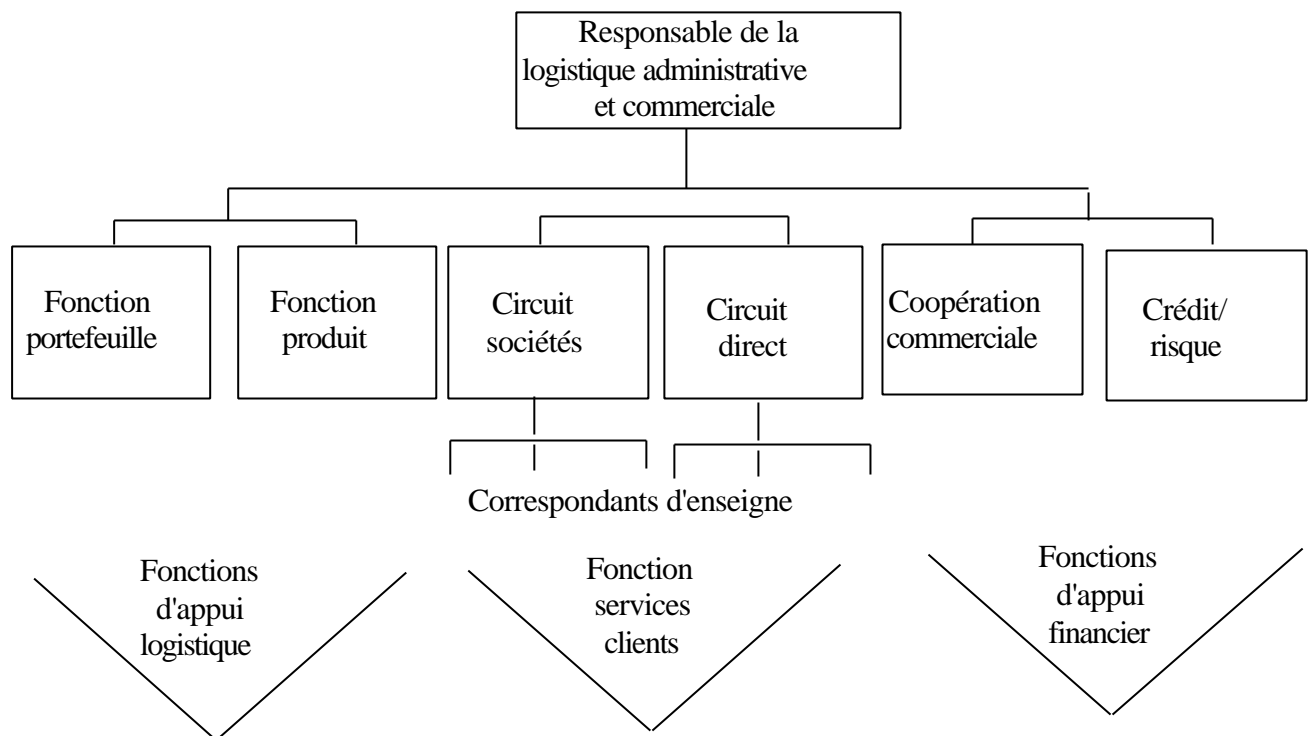 Responsable de la
logistique administrative
et commerciale
Fonction
portefeuille
Fonction
produit
Circuit
sociétés
Circuit
direct
Coopération
commerciale
Crédit/
risque
Correspondants d'enseigne
Fonctions
d'appui
logistique
Fonction
services
clients
Fonctions
d'appui
financier